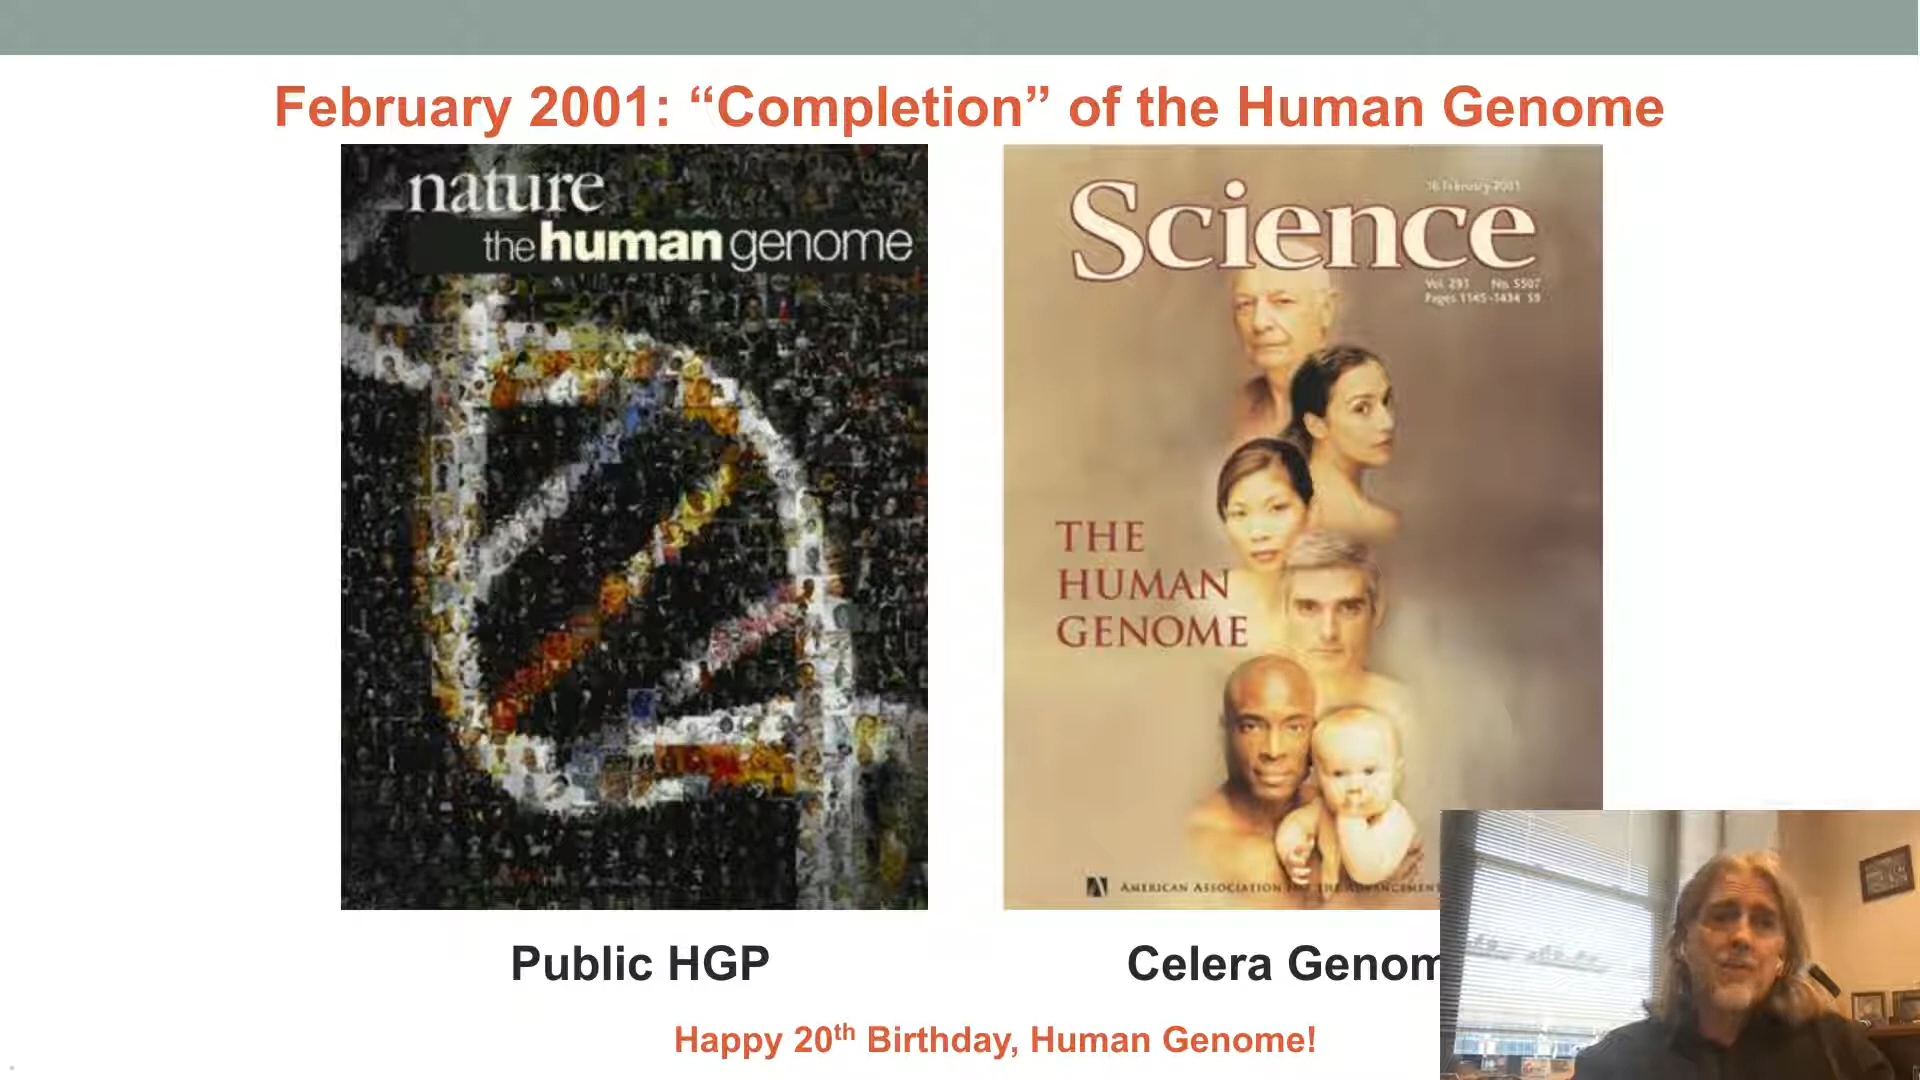 February 2001: “Completion” of the Human Genome
nature
the human genome
16 February 2001
Science
Vol. 291 No. 5507
Pages 1145–1434 $9
THE
HUMAN
GENOME
AMERICAN ASSOCIATION FOR THE ADVANCEMENT
Public HGP
Celera Genom
Happy 20th Birthday, Human Genome!